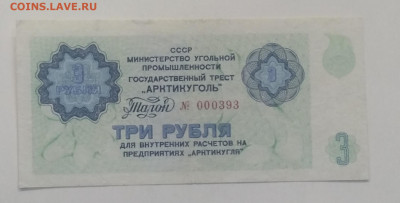 COINS.LAVE.RU
СССР
МИНИСТЕРСТВО УГОЛЬНОЙ
ПРОМЫШЛЕННОСТИ
ГОСУДАРСТВЕННЫЙ ТРЕСТ
"АРКТИКУГОЛЬ"
3
РУБЛЯ
3
Талон № 000393
ТРИ РУБЛЯ
ДЛЯ ВНУТРЕННИХ РАСЧЕТОВ НА
ПРЕДПРИЯТИЯХ "АРКТИКУГЛЯ"
3